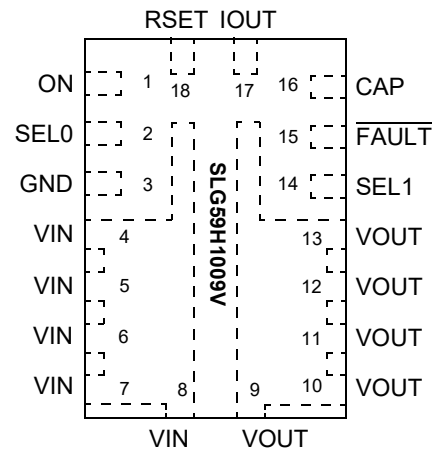 RSET IOUT
ON 1 18 17 16 CAP
SEL0 2 15 FAULT
GND 3 14 SEL1
SLG59H1009V
VIN 4 13 VOUT
VIN 5 12 VOUT
VIN 6 11 VOUT
VIN 7 8 9 10 VOUT
VIN VOUT